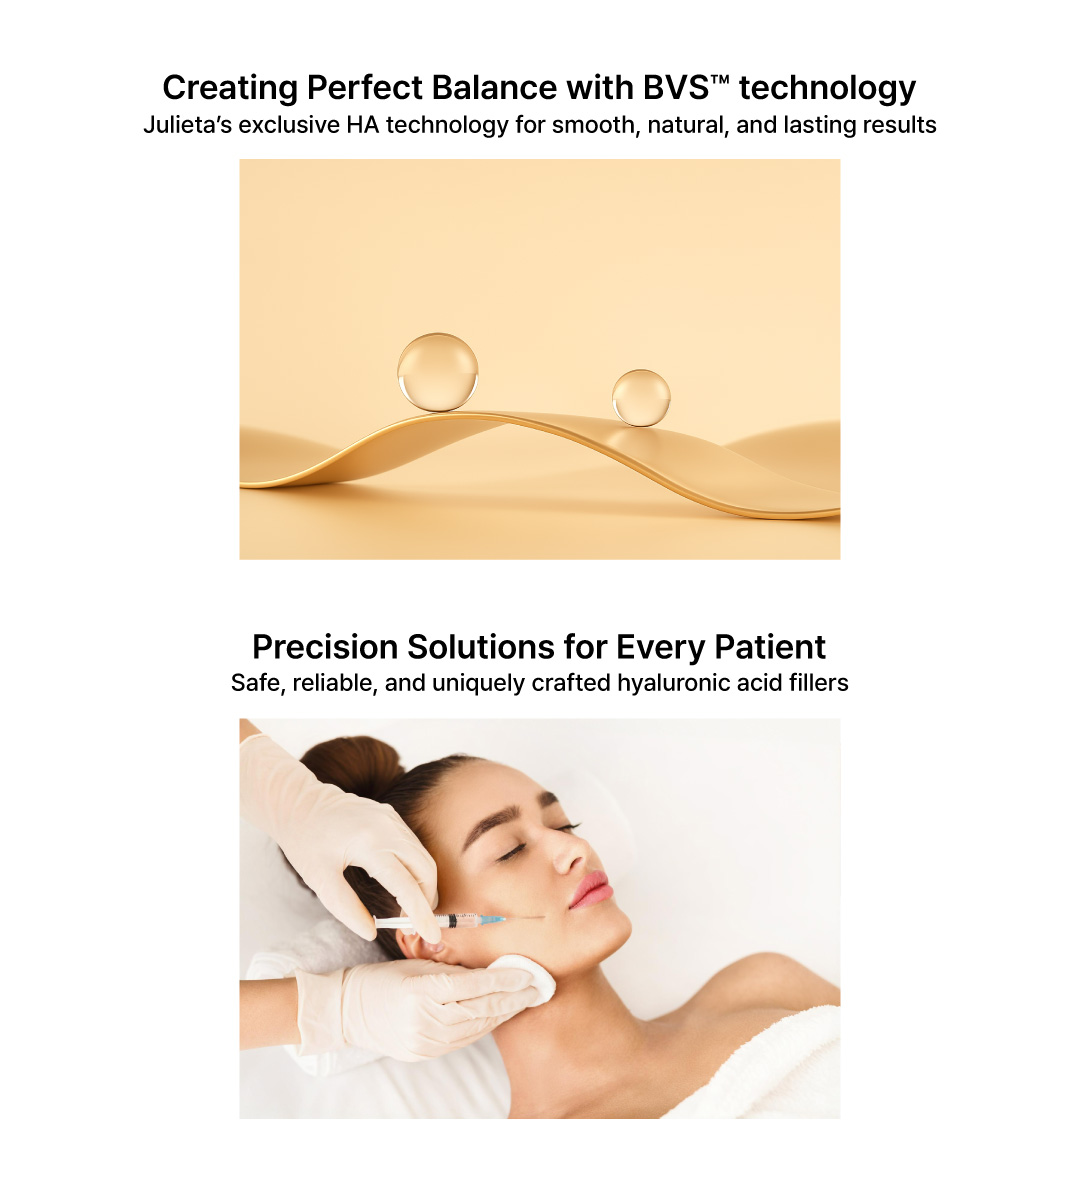 Creating Perfect Balance with BVS™ technology
Julieta’s exclusive HA technology for smooth, natural, and lasting results
Precision Solutions for Every Patient
Safe, reliable, and uniquely crafted hyaluronic acid fillers